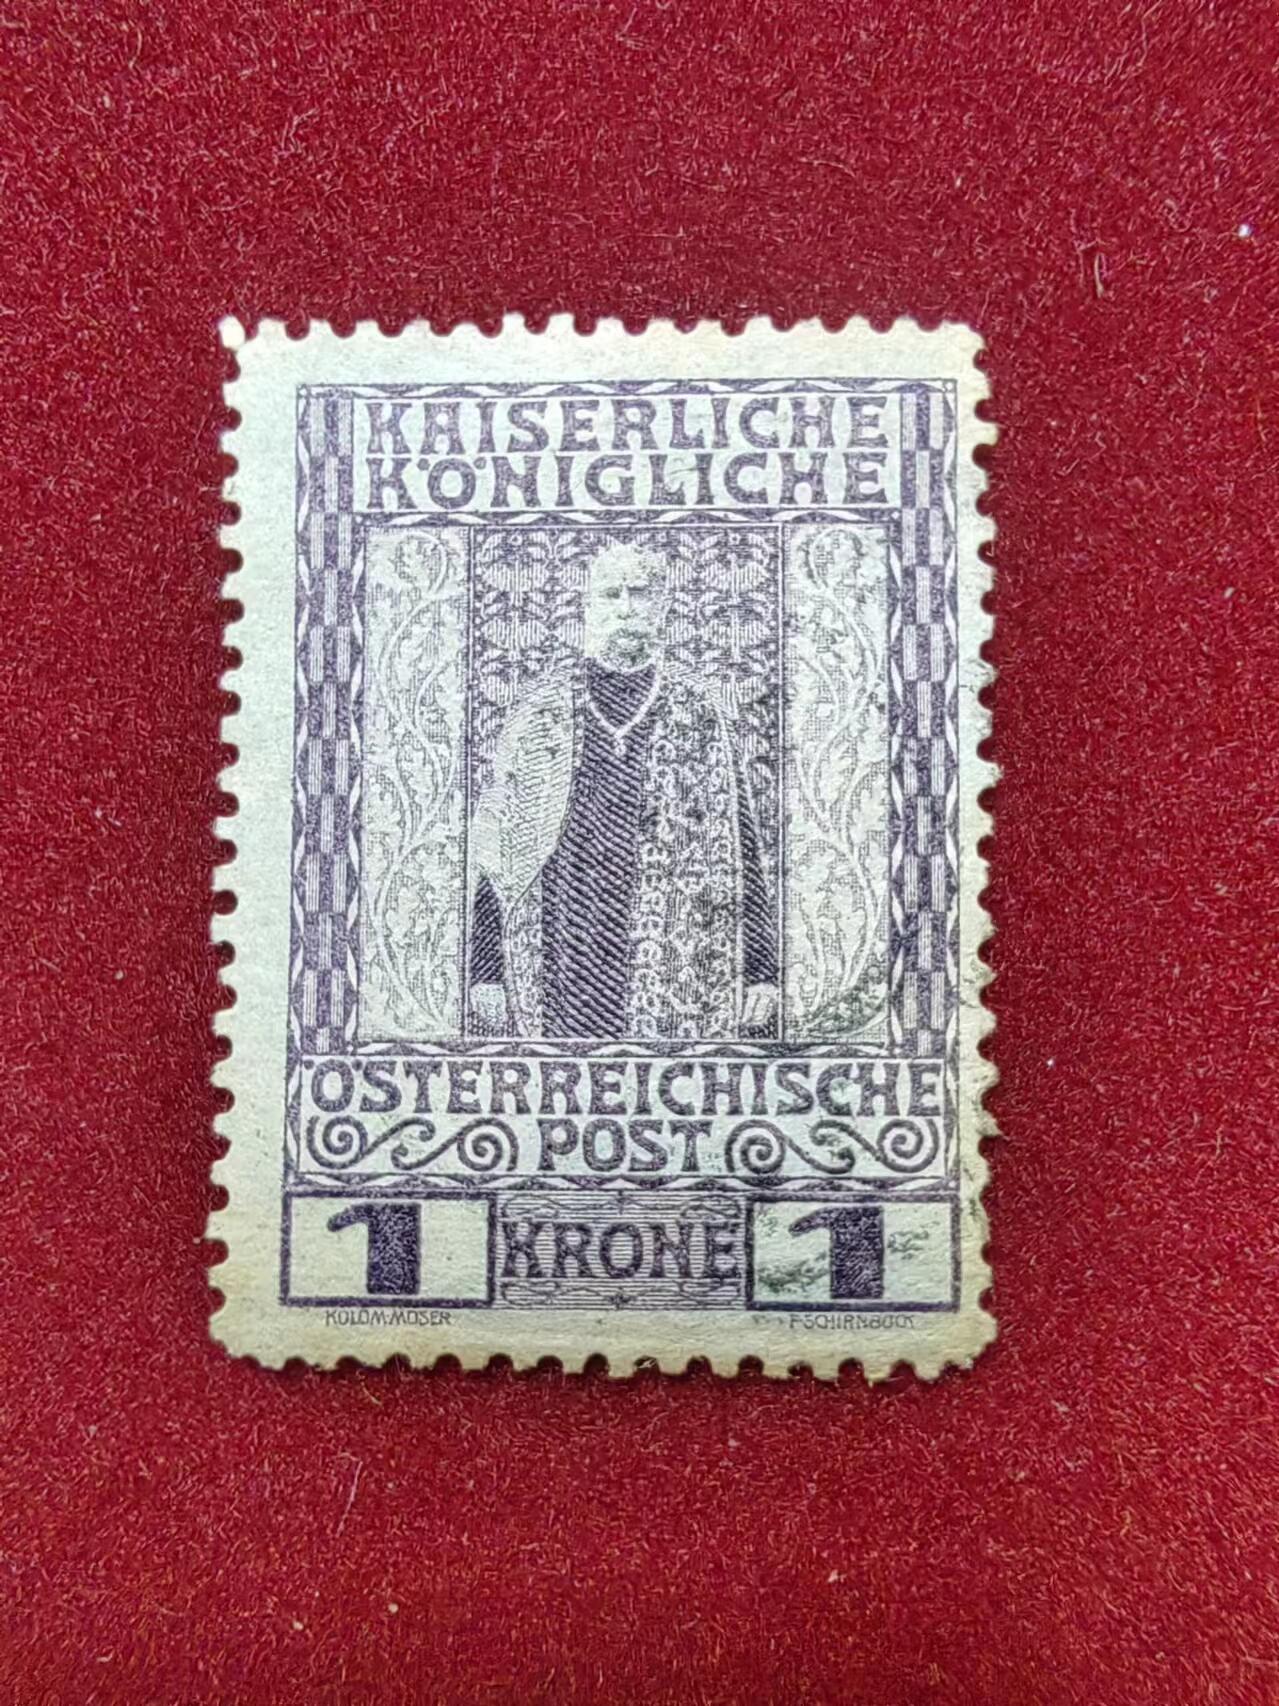 KAISERLICHE
KÖNIGLICHE
ÖSTERREICHISCHE
POST
1 KRONE 1
KOLOM·MOSER F·SCHIRNBÖCK